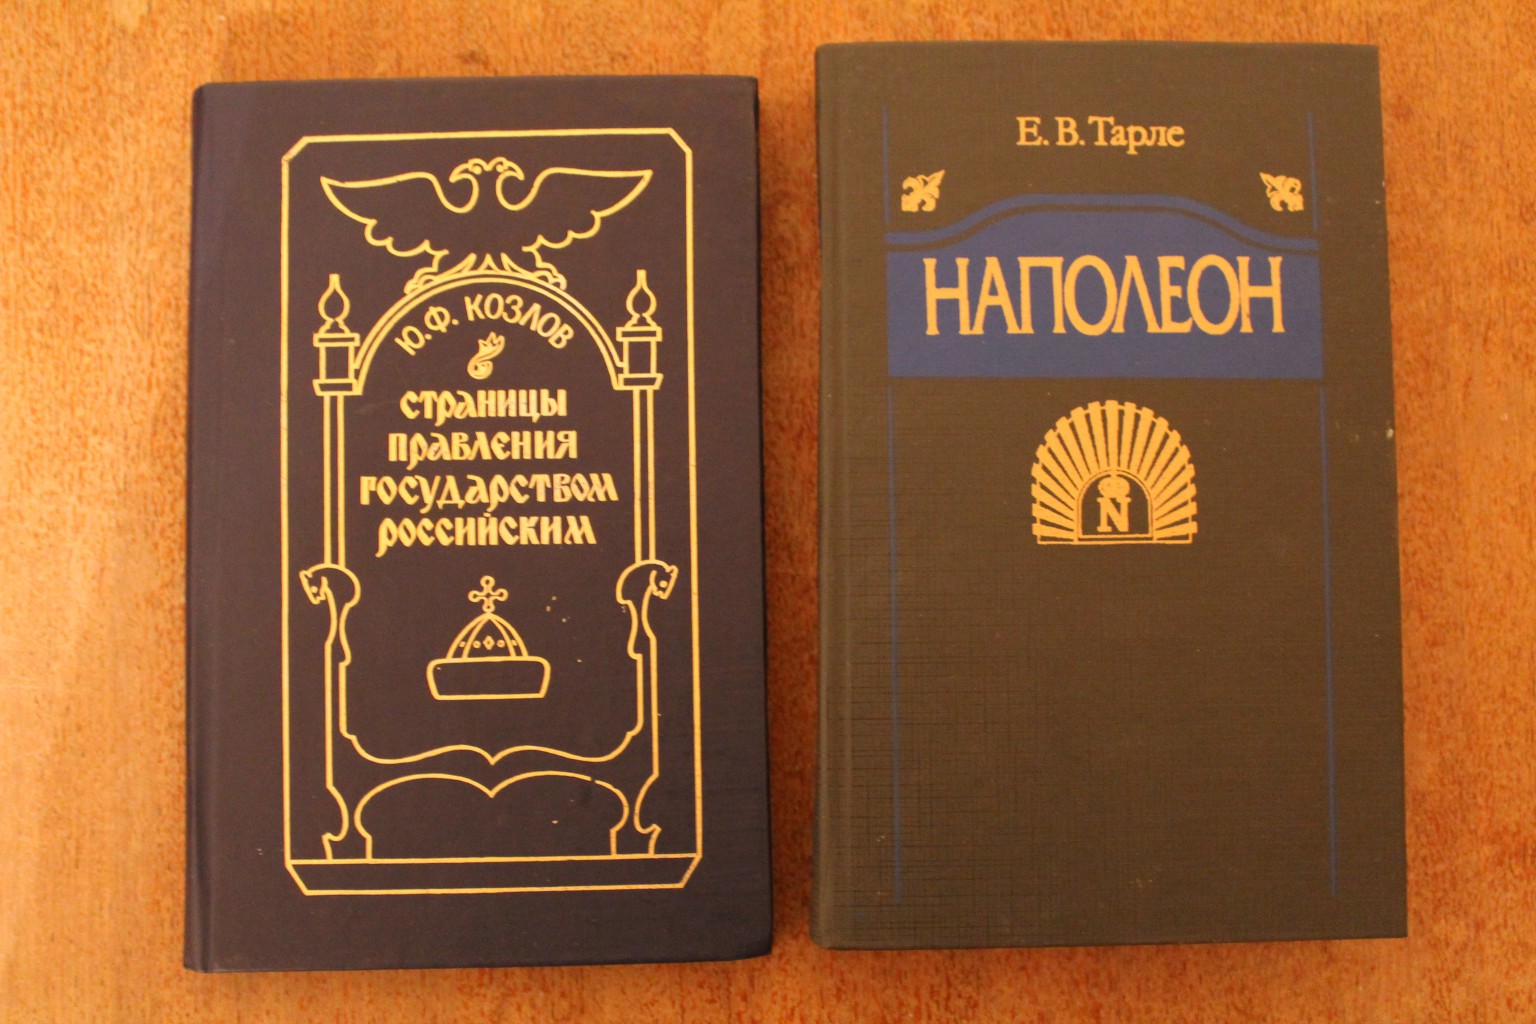 Ю.Ф. КОЗЛОВ
СТРАНИЦЫ
ПРАВЛЕНИЯ
ГОСУДАРСТВОМ
РОССИЙСКИМ
Е. В. Тарле
НАПОЛЕОН
N